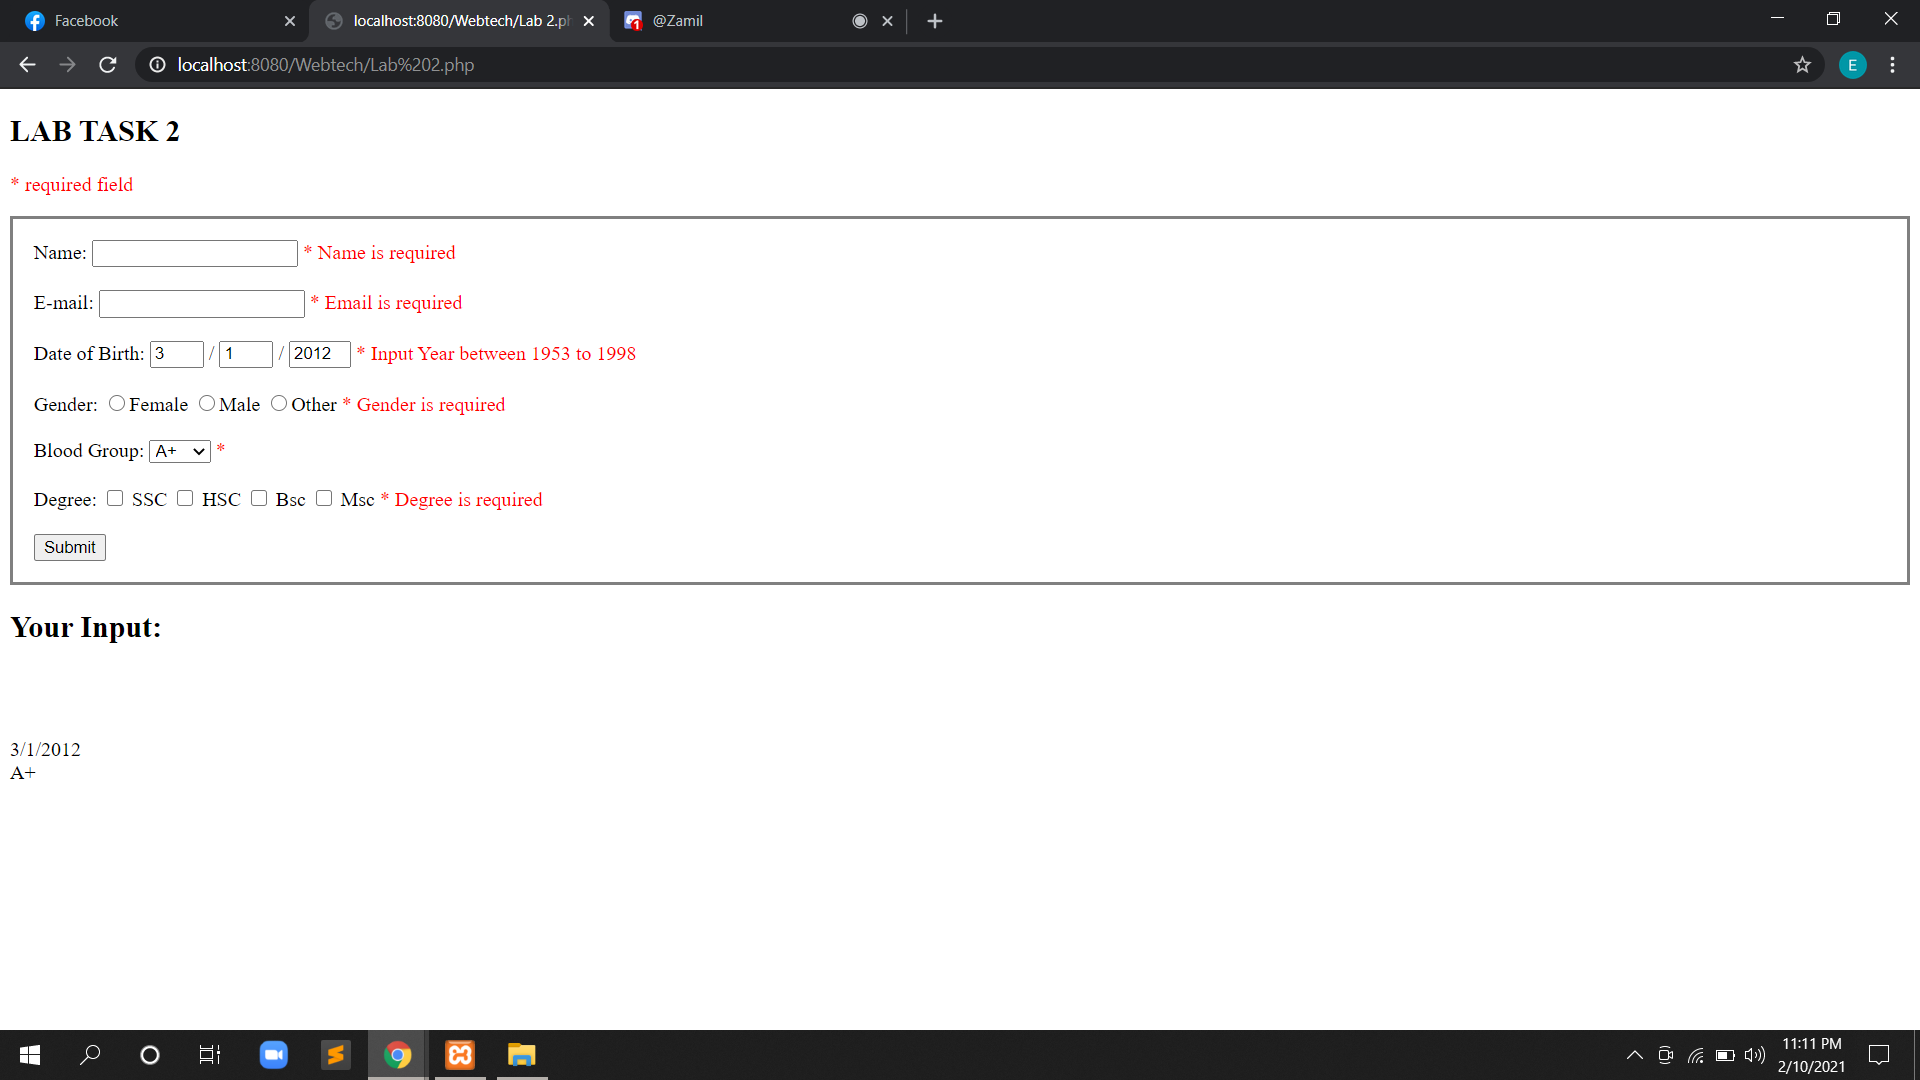 Facebook
localhost:8080/Webtech/Lab 2.ph
1 @Zamil
localhost:8080/Webtech/Lab%202.php
E
LAB TASK 2
* required field
Name: * Name is required
E-mail: * Email is required
Date of Birth: 3 / 1 / 2012 * Input Year between 1953 to 1998
Gender: Female Male Other * Gender is required
Blood Group: A+ *
Degree: SSC HSC Bsc Msc * Degree is required
Submit
Your Input:
3/1/2012
A+
11:11 PM
2/10/2021